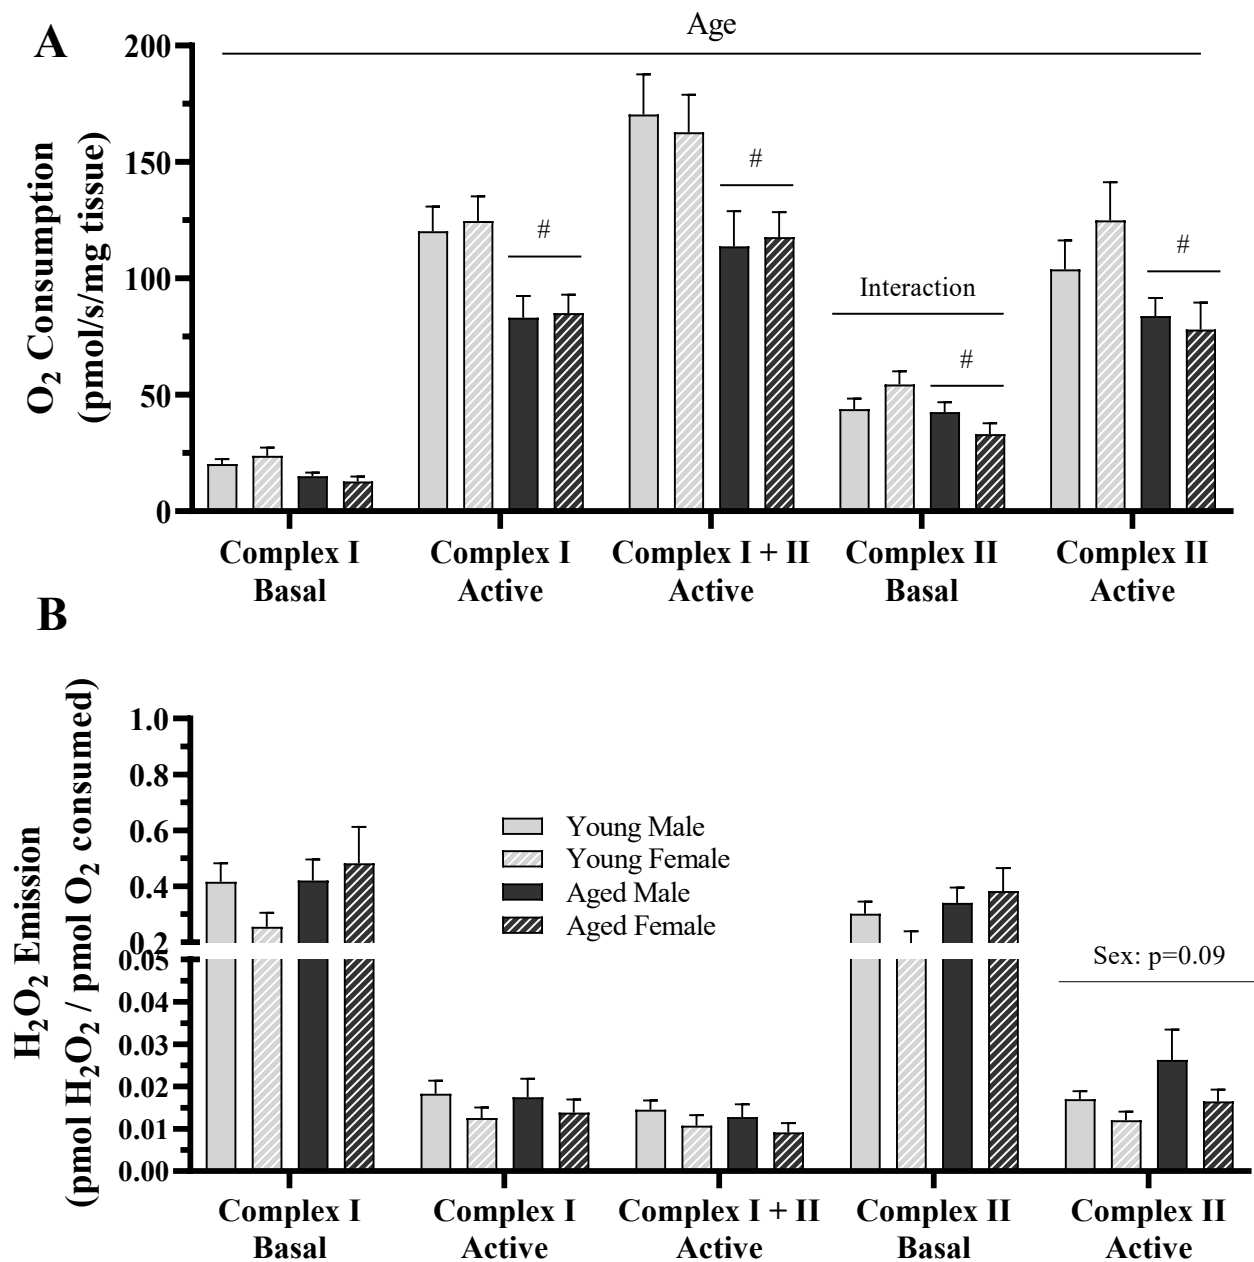 A
Age
O₂ Consumption
(pmol/s/mg tissue)
200
150
100
50
0
#
#
Interaction
#
#
Complex I
Basal
Complex I
Active
Complex I + II
Active
Complex II
Basal
Complex II
Active
B
H₂O₂ Emission
(pmol H₂O₂ / pmol O₂ consumed)
1.0
0.8
0.6
0.4
0.2
0.05
0.04
0.03
0.02
0.01
0.00
Young Male
Young Female
Aged Male
Aged Female
Sex: p=0.09
Complex I
Basal
Complex I
Active
Complex I + II
Active
Complex II
Basal
Complex II
Active